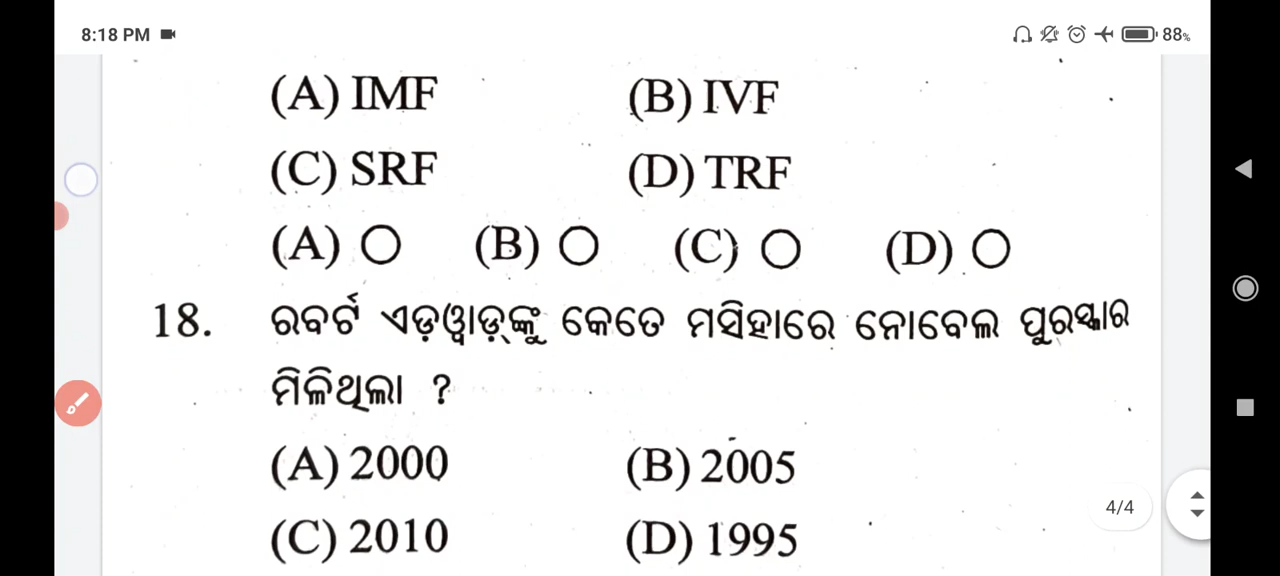 8:18 PM 88%
(A) IMF (B) IVF
(C) SRF (D) TRF
(A) (B) (C) (D)
18. ରବର୍ଟ ଏଡ଼ୱାଡ଼୍‌ଙ୍କୁ କେତେ ମସିହାରେ ନୋବେଲ ପୁରସ୍କାର
ମିଳିଥିଲା ?
(A) 2000 (B) 2005
(C) 2010 (D) 1995
4/4